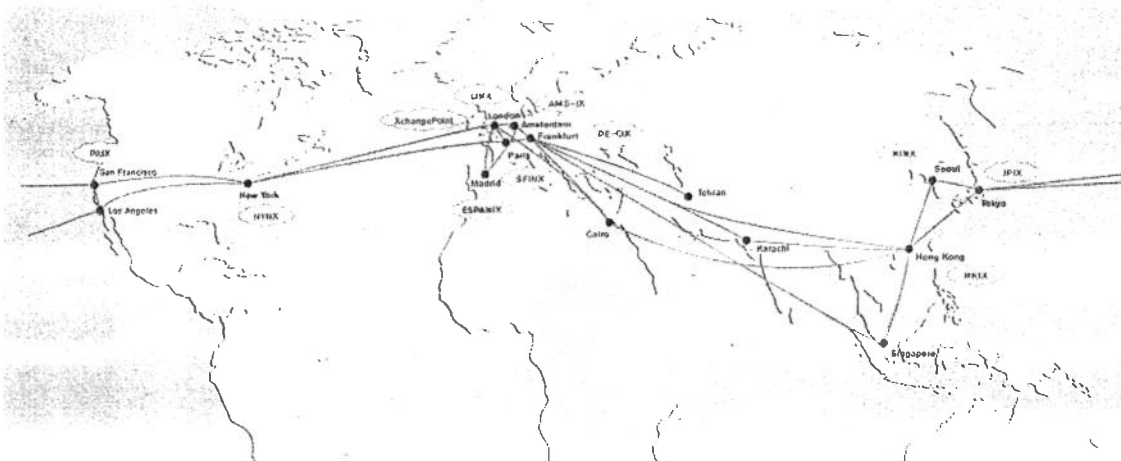 LINX
AMS-IX
XchangePoint
London
Amsterdam
Frankfurt
DE-CIX
PAIX
Paris
KINX
San Francisco
Seoul
JPIX
Madrid
SFINX
New York
Tehran
Tokyo
Los Angeles
NYIIX
ESPANIX
Cairo
Karachi
Hong Kong
HKIX
Singapore